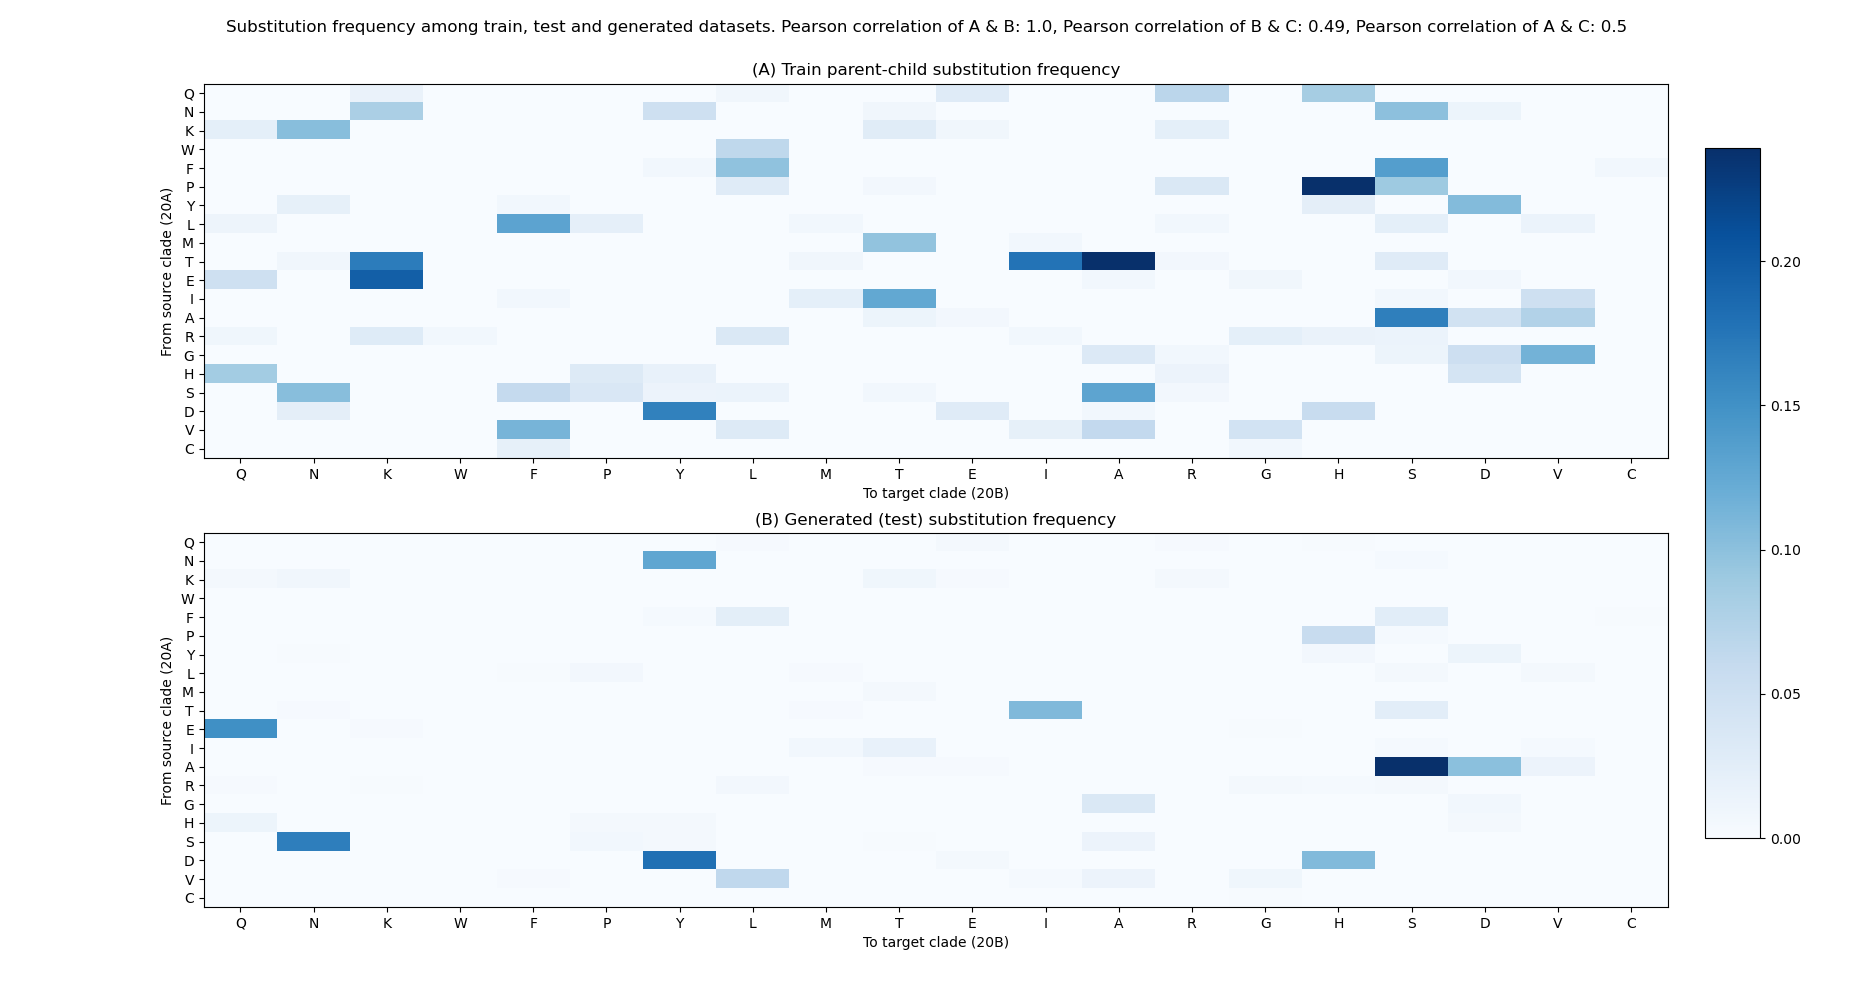 Substitution frequency among train, test and generated datasets. Pearson correlation of A & B: 1.0, Pearson correlation of B & C: 0.49, Pearson correlation of A & C: 0.5
(A) Train parent-child substitution frequency
From source clade (20A)
Q
N
K
W
F
P
Y
L
M
T
E
I
A
R
G
H
S
D
V
C
Q N K W F P Y L M T E I A R G H S D V C
To target clade (20B)
(B) Generated (test) substitution frequency
From source clade (20A)
Q
N
K
W
F
P
Y
L
M
T
E
I
A
R
G
H
S
D
V
C
Q N K W F P Y L M T E I A R G H S D V C
To target clade (20B)
0.20
0.15
0.10
0.05
0.00